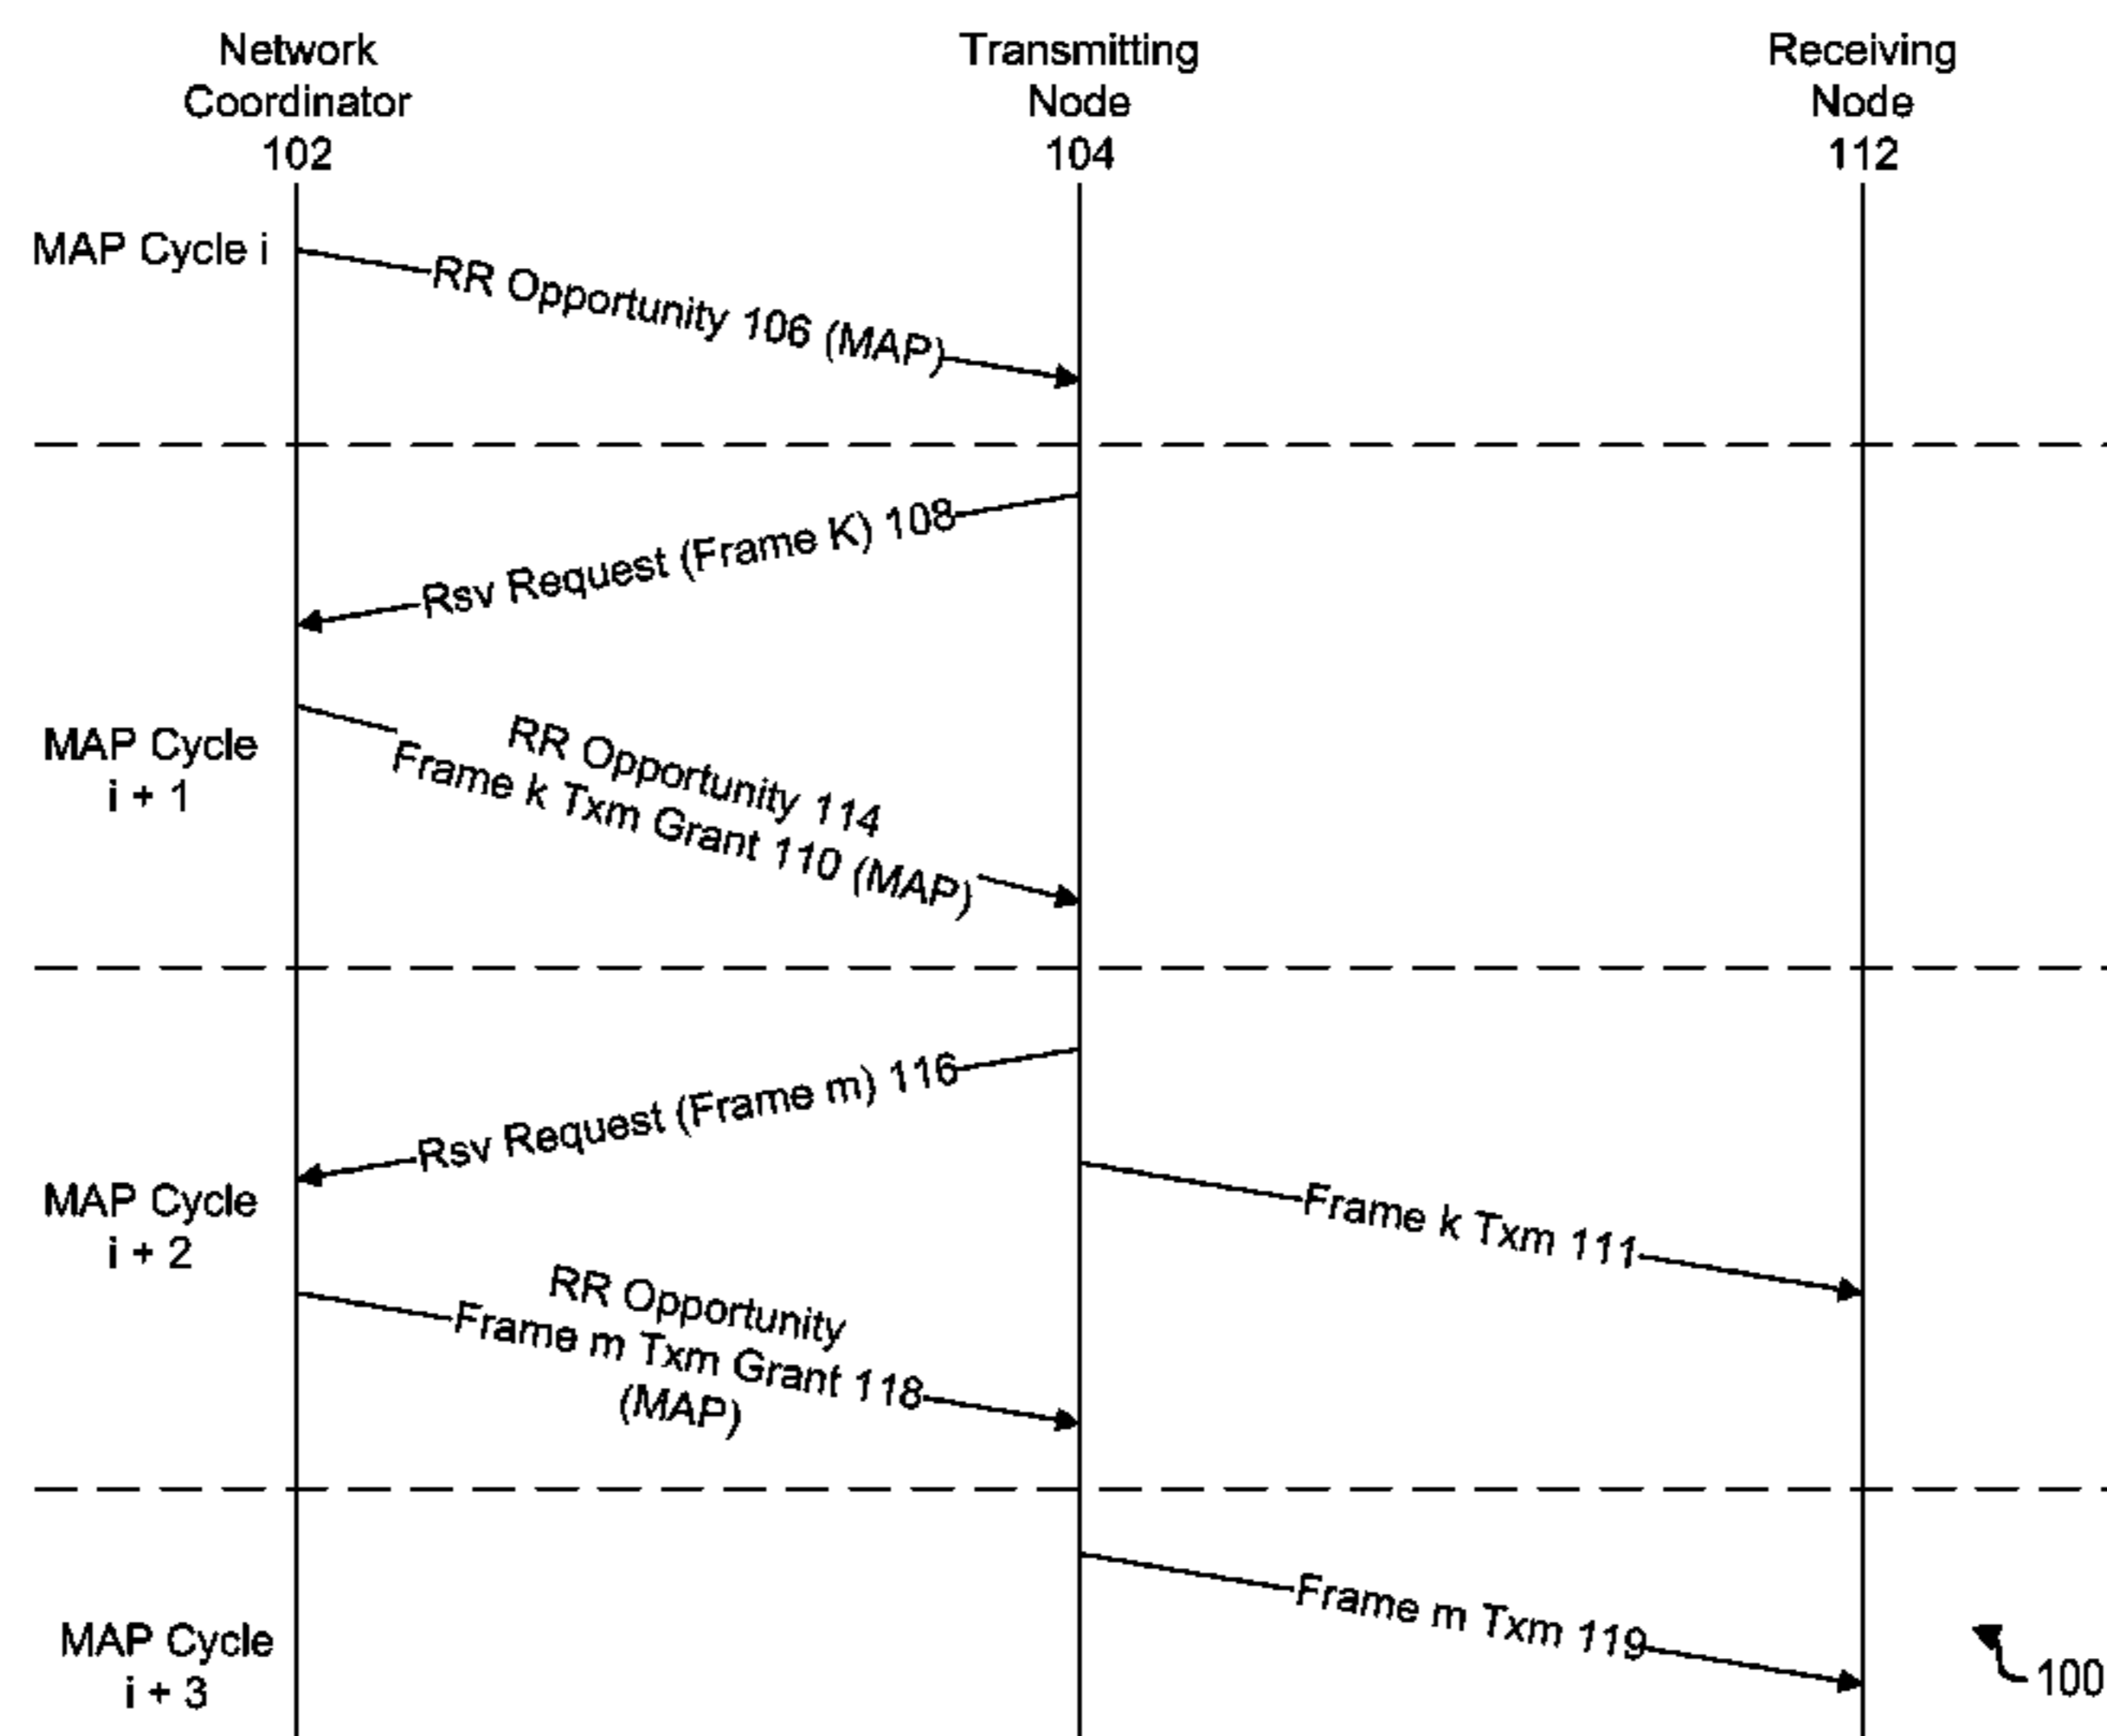 Network
Coordinator
102
Transmitting
Node
104
Receiving
Node
112
MAP Cycle i
RR Opportunity 106 (MAP)
Rsv Request (Frame K) 108
MAP Cycle
i + 1
RR Opportunity 114
Frame k Txm Grant 110 (MAP)
Rsv Request (Frame m) 116
MAP Cycle
i + 2
Frame k Txm 111
RR Opportunity
Frame m Txm Grant 118
(MAP)
Frame m Txm 119
MAP Cycle
i + 3
100